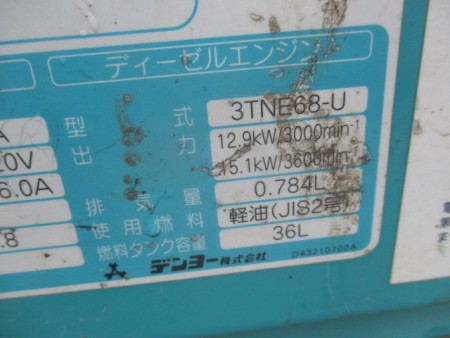 ディーゼルエンジン
A
型式 3TNE68-U
0V
出力 12.9kW/3000min-1
15.1kW/3600min-1
6.0A
排気量 0.784L
.8
使用燃料 軽油(JIS2号)
燃料タンク容量 36L
デンヨー株式会社 D43210700A